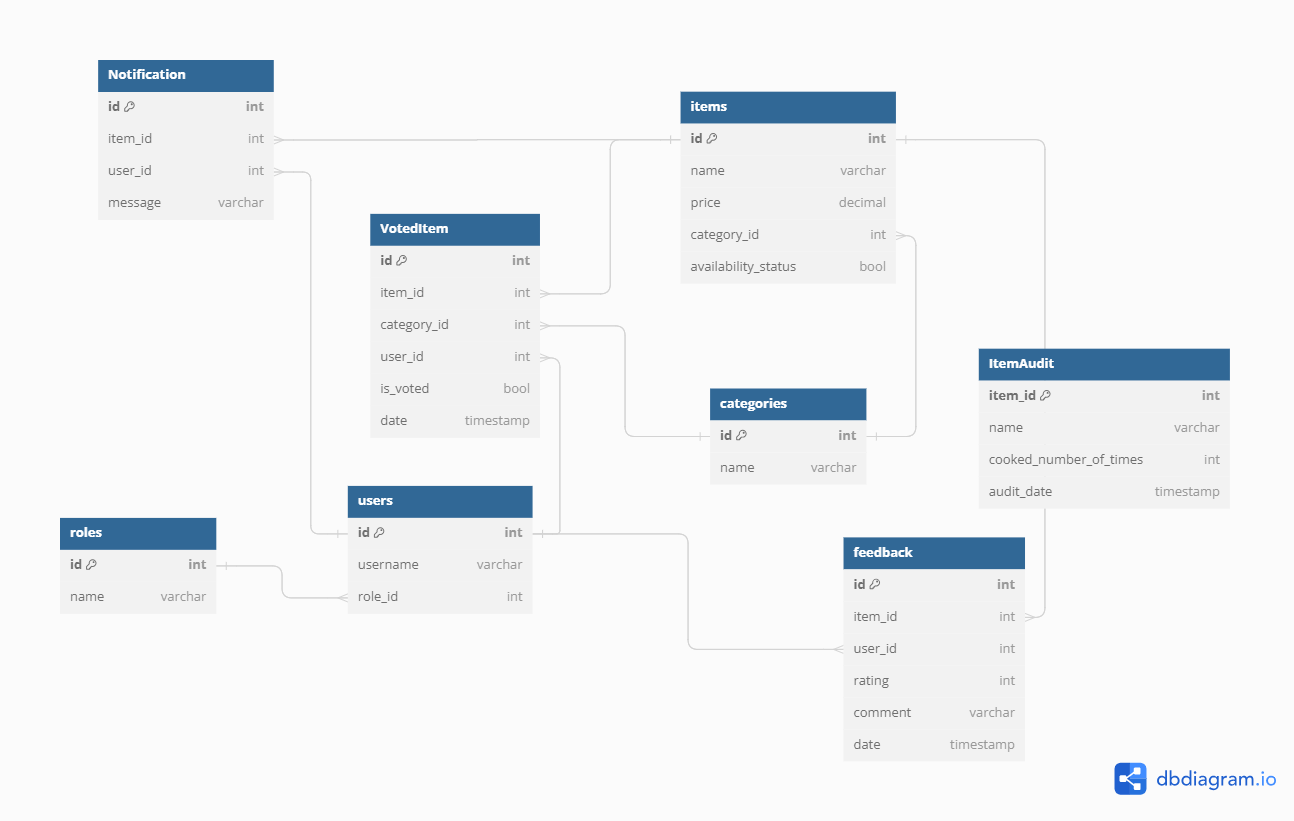 Notification
id int
item_id int
user_id int
message varchar
items
id int
name varchar
price decimal
category_id int
availability_status bool
VotedItem
id int
item_id int
category_id int
user_id int
is_voted bool
date timestamp
categories
id int
name varchar
ItemAudit
item_id int
name varchar
cooked_number_of_times int
audit_date timestamp
users
id int
username varchar
role_id int
roles
id int
name varchar
feedback
id int
item_id int
user_id int
rating int
comment varchar
date timestamp
dbdiagram.io